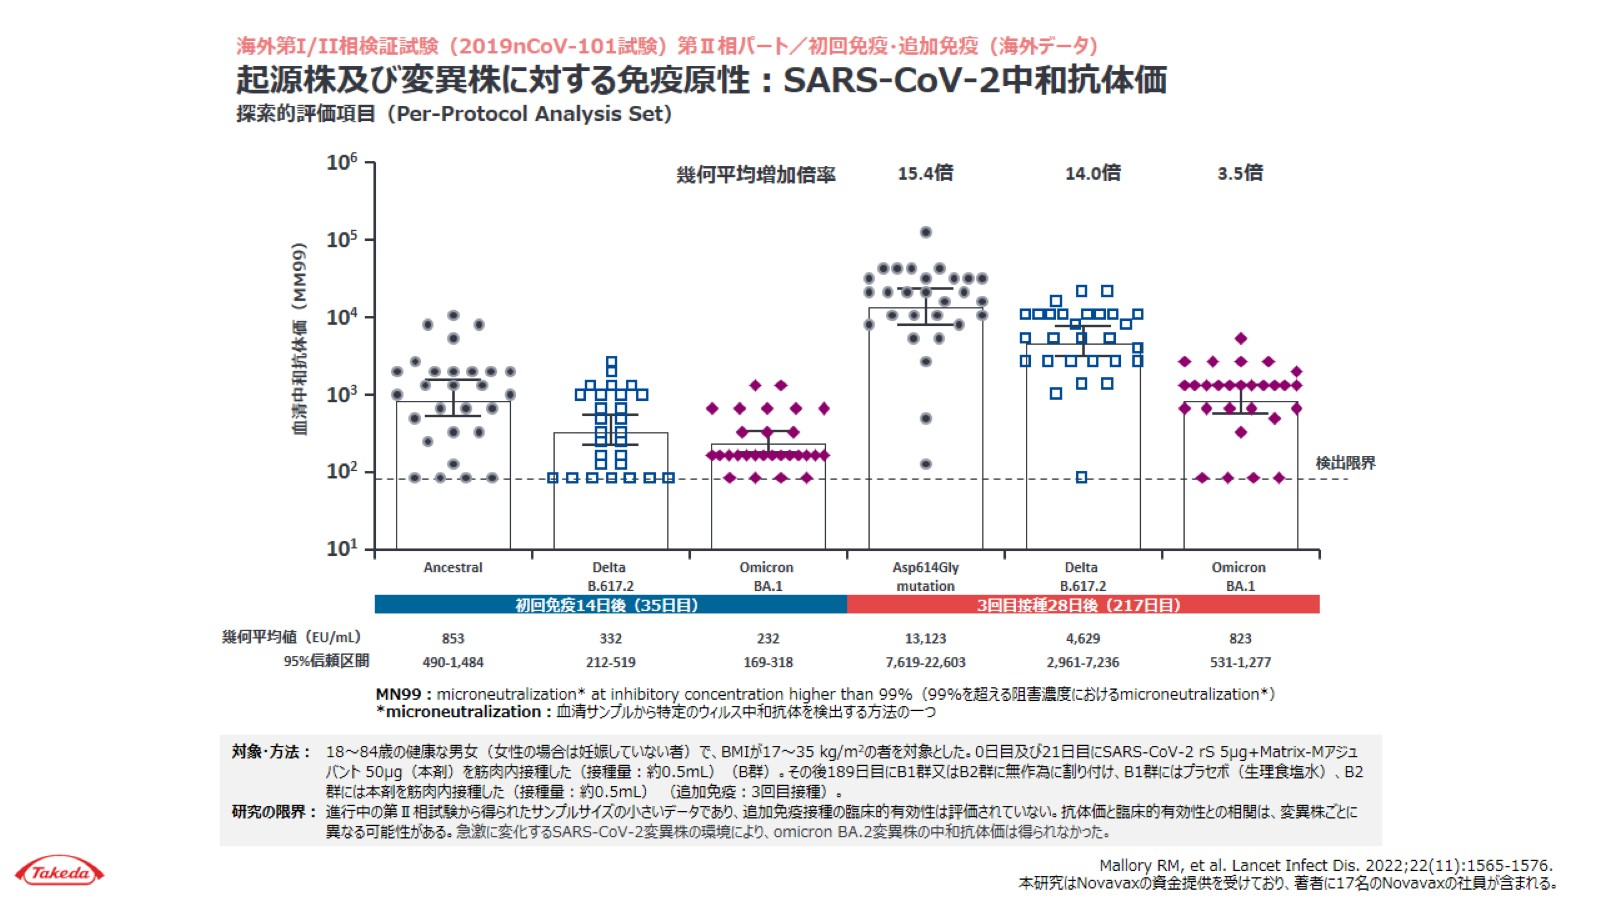 海外第I/II相検証試験（2019nCoV-101試験）第Ⅱ相パート／初回免疫･追加免疫（海外データ）
起源株及び変異株に対する免疫原性：SARS-CoV-2中和抗体価
探索的評価項目（Per-Protocol Analysis Set）
幾何平均増加倍率 15.4倍 14.0倍 3.5倍
血清中和抗体価（MM99）
10⁶
10⁵
10⁴
10³
10²
10¹
検出限界
Ancestral
Delta B.617.2
Omicron BA.1
Asp614Gly mutation
Delta B.617.2
Omicron BA.1
初回免疫14日後（35日目） 3回目接種28日後（217日目）
幾何平均値（EU/mL） 853 332 232 13,123 4,629 823
95%信頼区間 490-1,484 212-519 169-318 7,619-22,603 2,961-7,236 531-1,277
MN99：microneutralization* at inhibitory concentration higher than 99%（99%を超える阻害濃度におけるmicroneutralization*）
*microneutralization：血清サンプルから特定のウィルス中和抗体を検出する方法の一つ
対象･方法： 18～84歳の健康な男女（女性の場合は妊娠していない者）で、BMIが17～35 kg/m²の者を対象とした。0日目及び21日目にSARS-CoV-2 rS 5μg+Matrix-Mアジュ
バント 50μg（本剤）を筋肉内接種した（接種量：約0.5mL）（B群）。その後189日目にB1群又はB2群に無作為に割り付け、B1群にはプラセボ（生理食塩水）、B2
群には本剤を筋肉内接種した（接種量：約0.5mL）（追加免疫：3回目接種）。
研究の限界： 進行中の第Ⅱ相試験から得られたサンプルサイズの小さいデータであり、追加免疫接種の臨床的有効性は評価されていない。抗体価と臨床的有効性との相関は、変異株ごとに
異なる可能性がある。急激に変化するSARS-CoV-2変異株の環境により、omicron BA.2変異株の中和抗体価は得られなかった。
Takeda
Mallory RM, et al. Lancet Infect Dis. 2022;22(11):1565-1576.
本研究はNovavaxの資金提供を受けており、著者に17名のNovavaxの社員が含まれる。